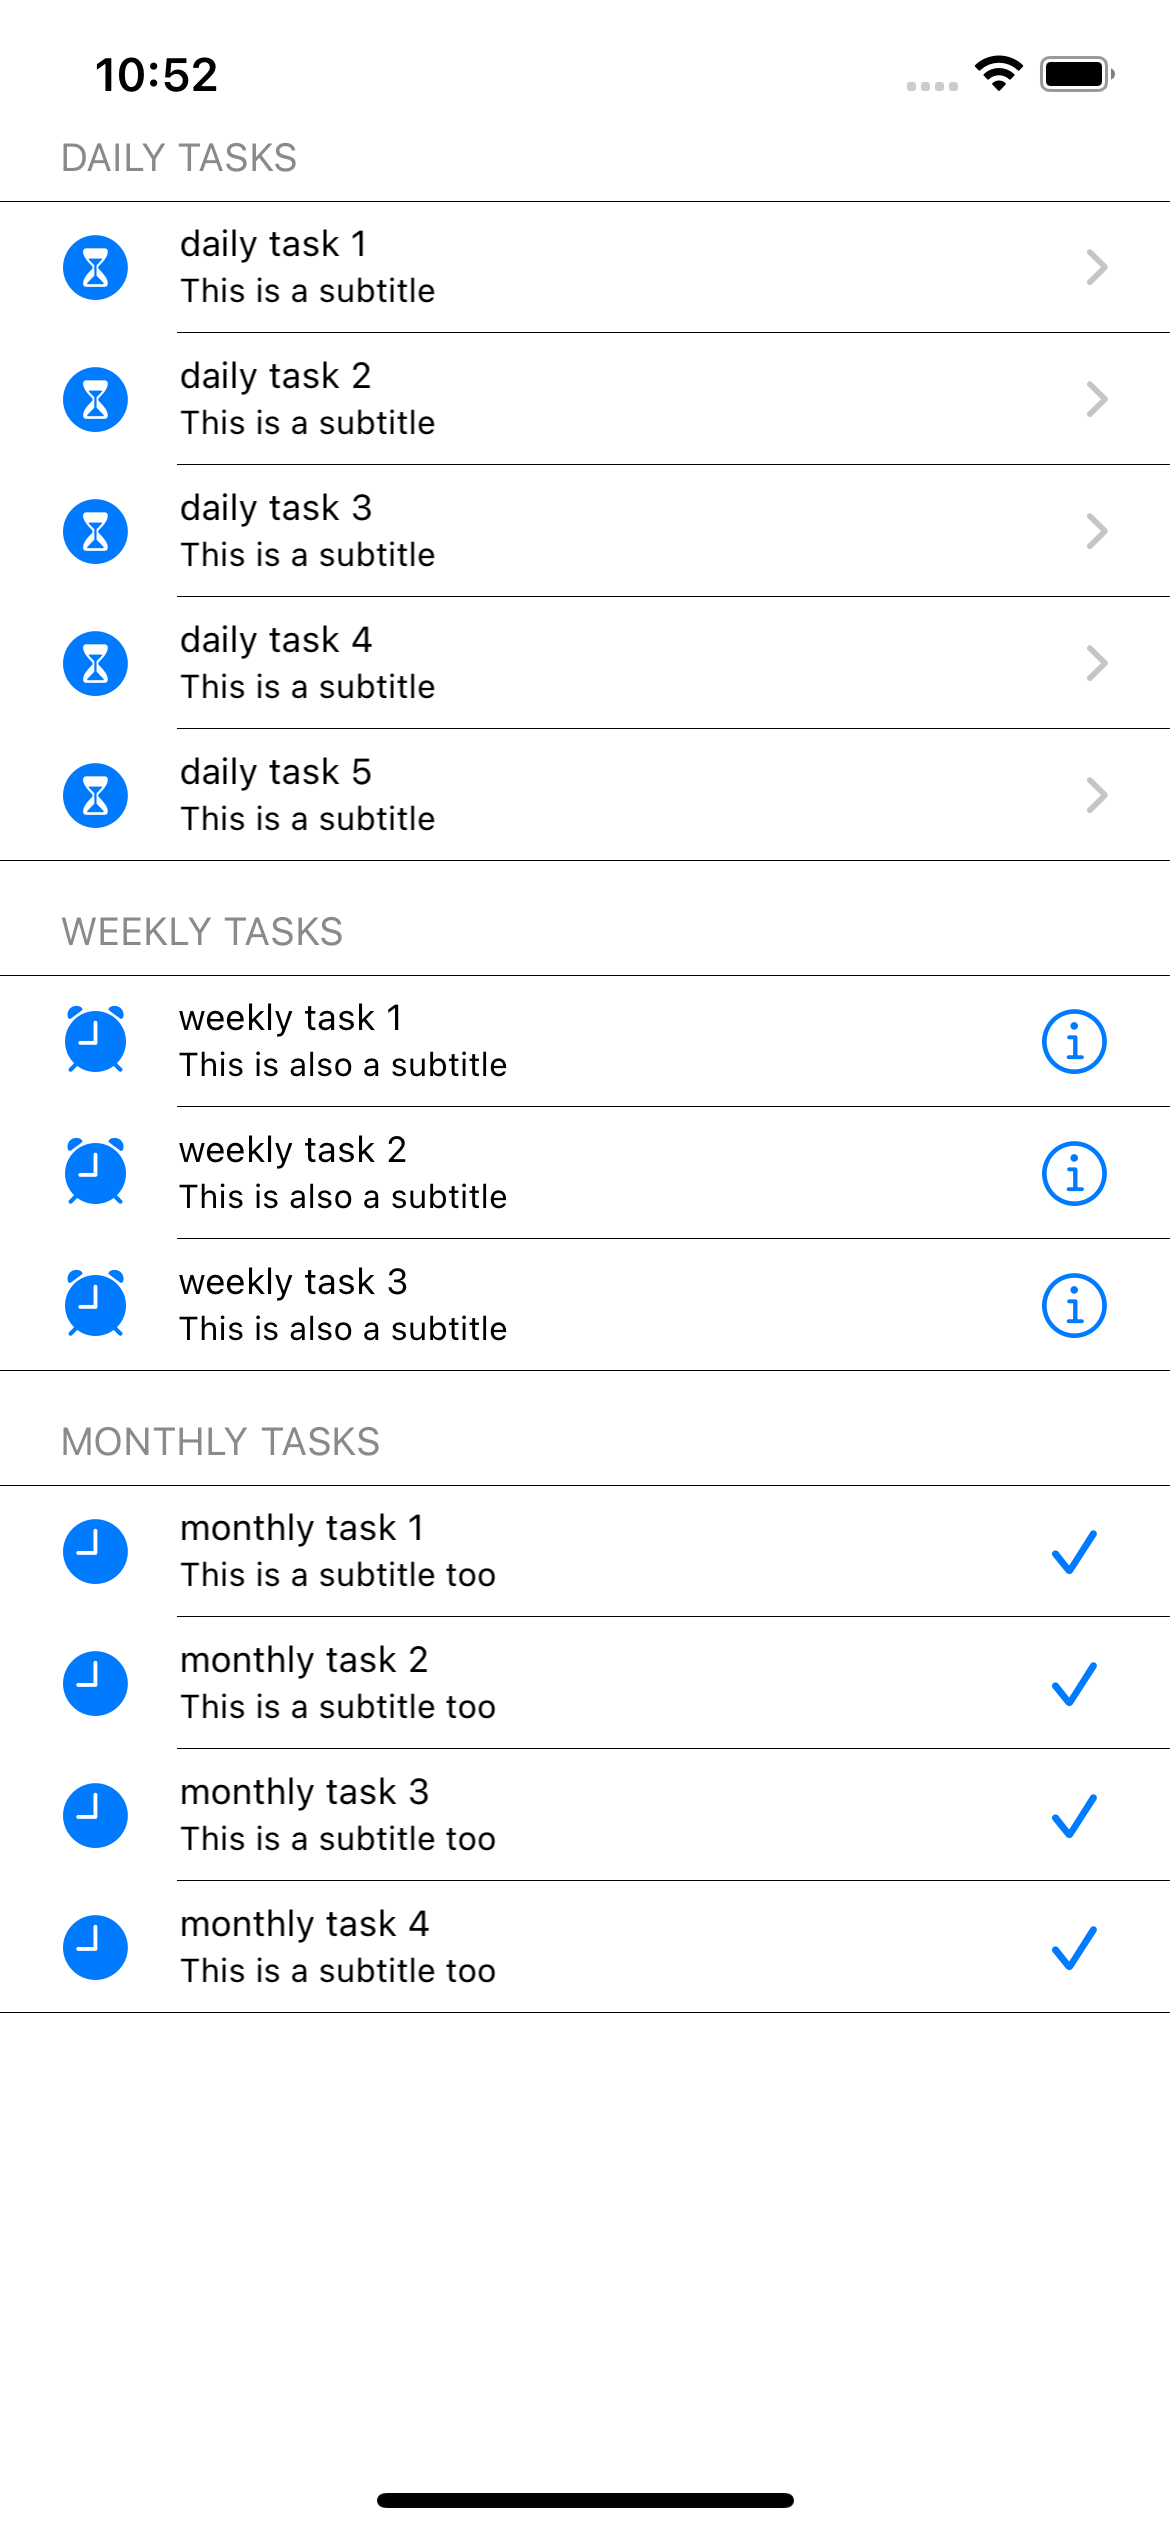 10:52
DAILY TASKS
daily task 1
This is a subtitle
daily task 2
This is a subtitle
daily task 3
This is a subtitle
daily task 4
This is a subtitle
daily task 5
This is a subtitle
WEEKLY TASKS
weekly task 1
This is also a subtitle
weekly task 2
This is also a subtitle
weekly task 3
This is also a subtitle
MONTHLY TASKS
monthly task 1
This is a subtitle too
monthly task 2
This is a subtitle too
monthly task 3
This is a subtitle too
monthly task 4
This is a subtitle too